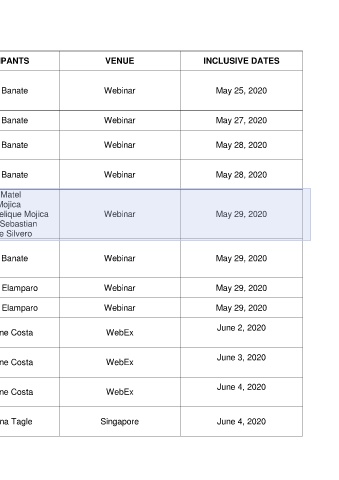 IPANTS VENUE INCLUSIVE DATES
Banate Webinar May 25, 2020
Banate Webinar May 27, 2020
Banate Webinar May 28, 2020
Banate Webinar May 28, 2020
Matel
Mojica
elique Mojica Webinar May 29, 2020
Sebastian
e Silvero
Banate Webinar May 29, 2020
Elamparo Webinar May 29, 2020
Elamparo Webinar May 29, 2020
ne Costa WebEx June 2, 2020
ne Costa WebEx June 3, 2020
ne Costa WebEx June 4, 2020
na Tagle Singapore June 4, 2020